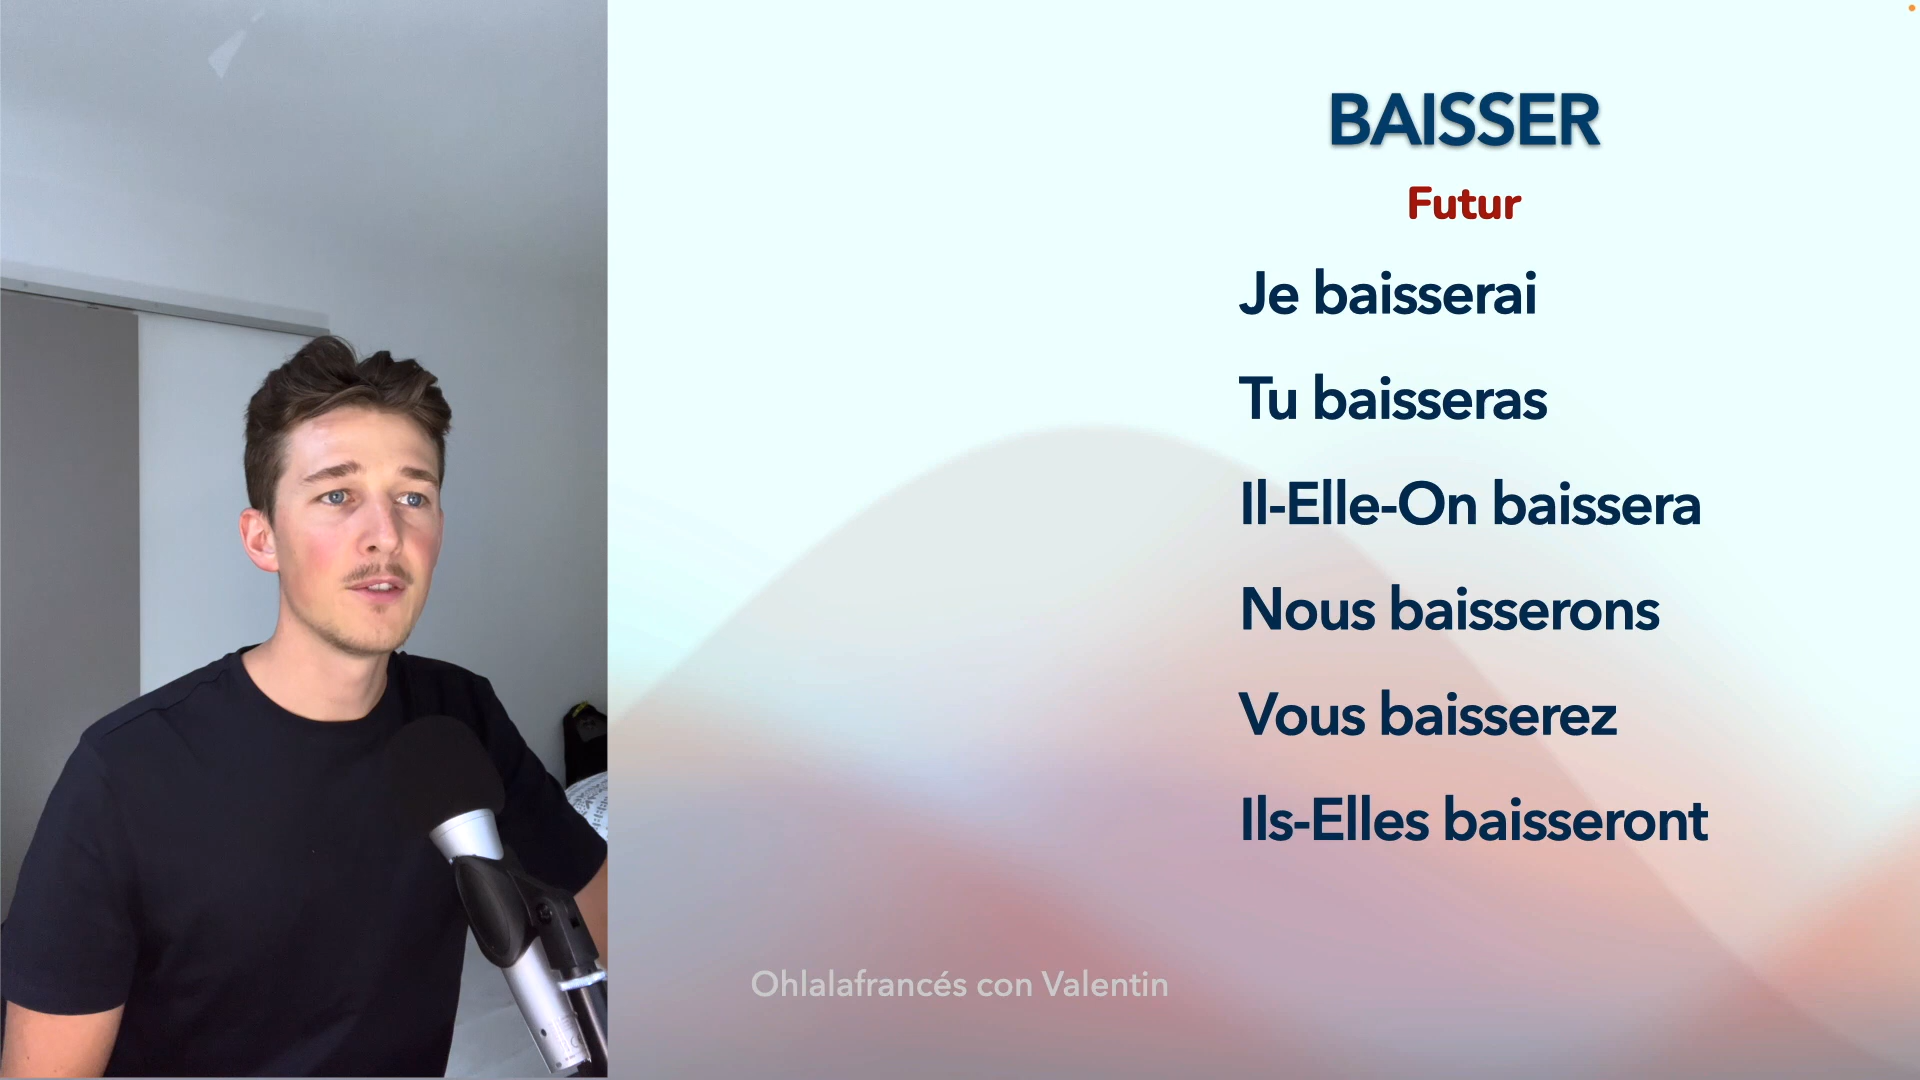 BAISSER
Futur
Je baisserai
Tu baisseras
Il-Elle-On baissera
Nous baisserons
Vous baisserez
Ils-Elles baisseront
Ohlalafrancés con Valentin